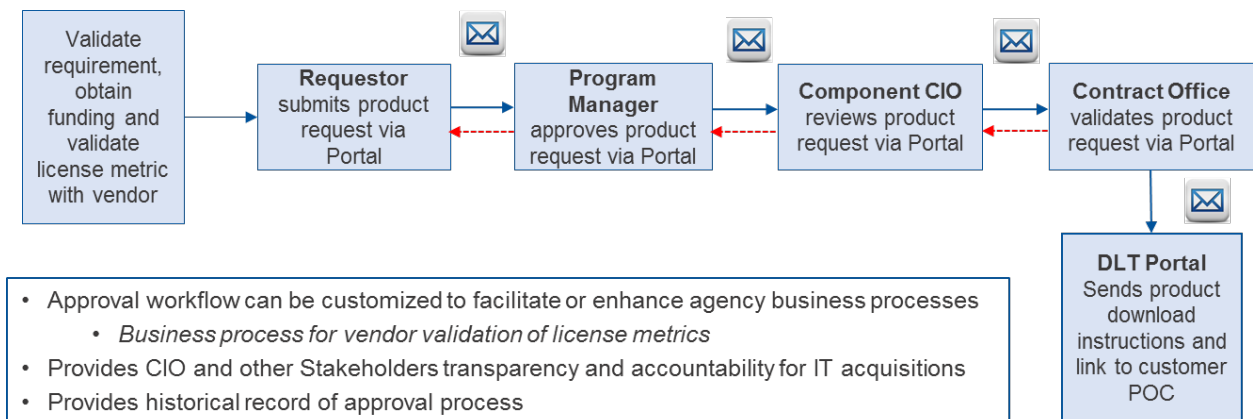 Validate
requirement,
obtain
funding and
validate
license metric
with vendor
Requestor
submits product
request via
Portal
Program
Manager
approves product
request via Portal
Component CIO
reviews product
request via Portal
Contract Office
validates product
request via Portal
DLT Portal
Sends product
download
instructions and
link to customer
POC
• Approval workflow can be customized to facilitate or enhance agency business processes
• Business process for vendor validation of license metrics
• Provides CIO and other Stakeholders transparency and accountability for IT acquisitions
• Provides historical record of approval process